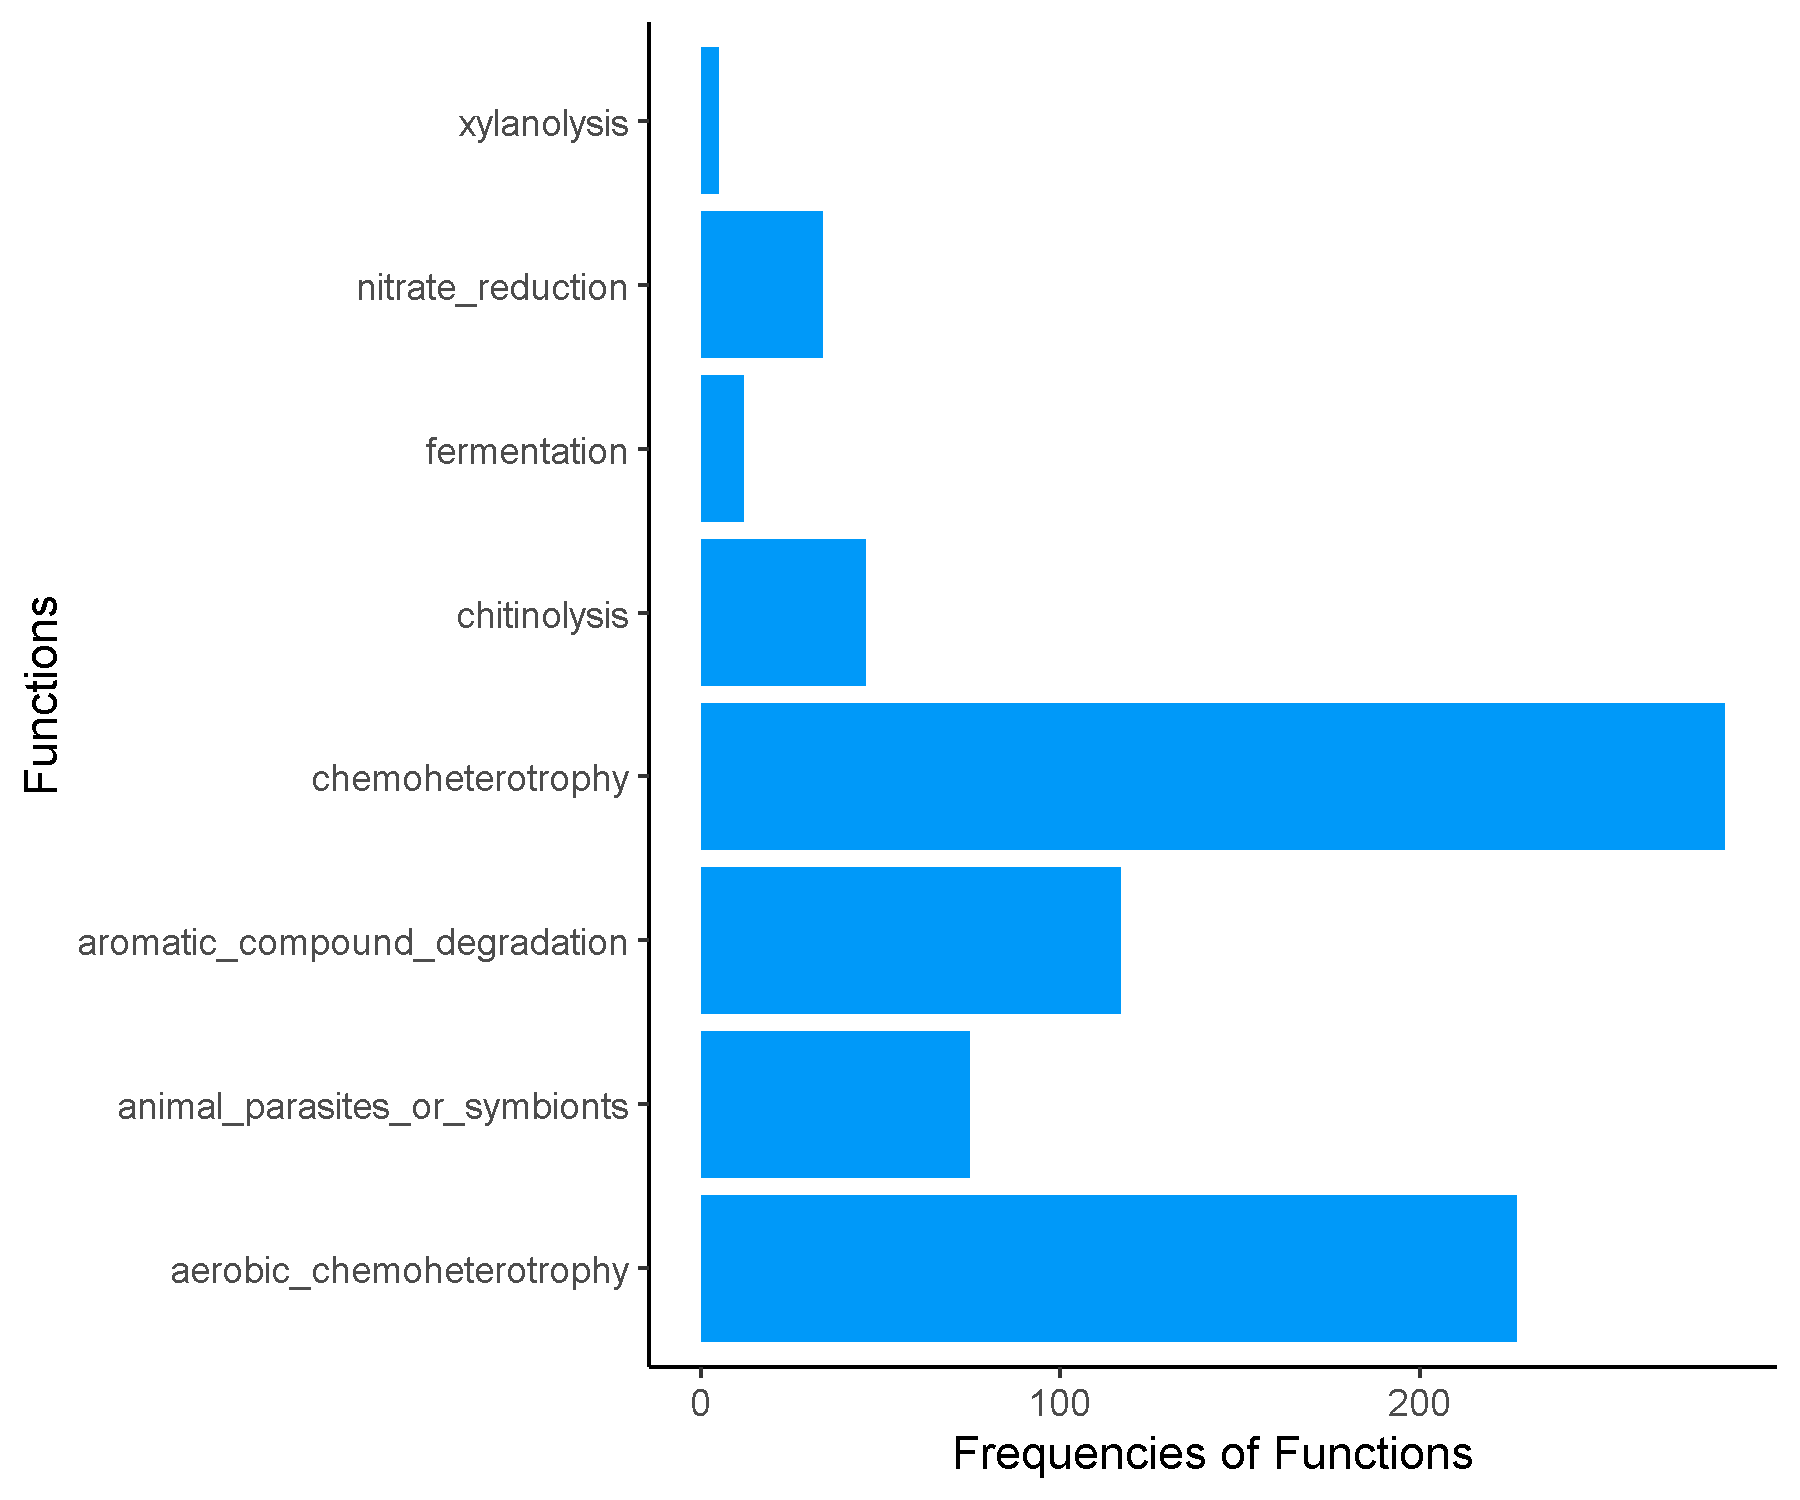 xylanolysis
nitrate_reduction
fermentation
chitinolysis
chemoheterotrophy
aromatic_compound_degradation
animal_parasites_or_symbionts
aerobic_chemoheterotrophy
Functions
0 100 200
Frequencies of Functions